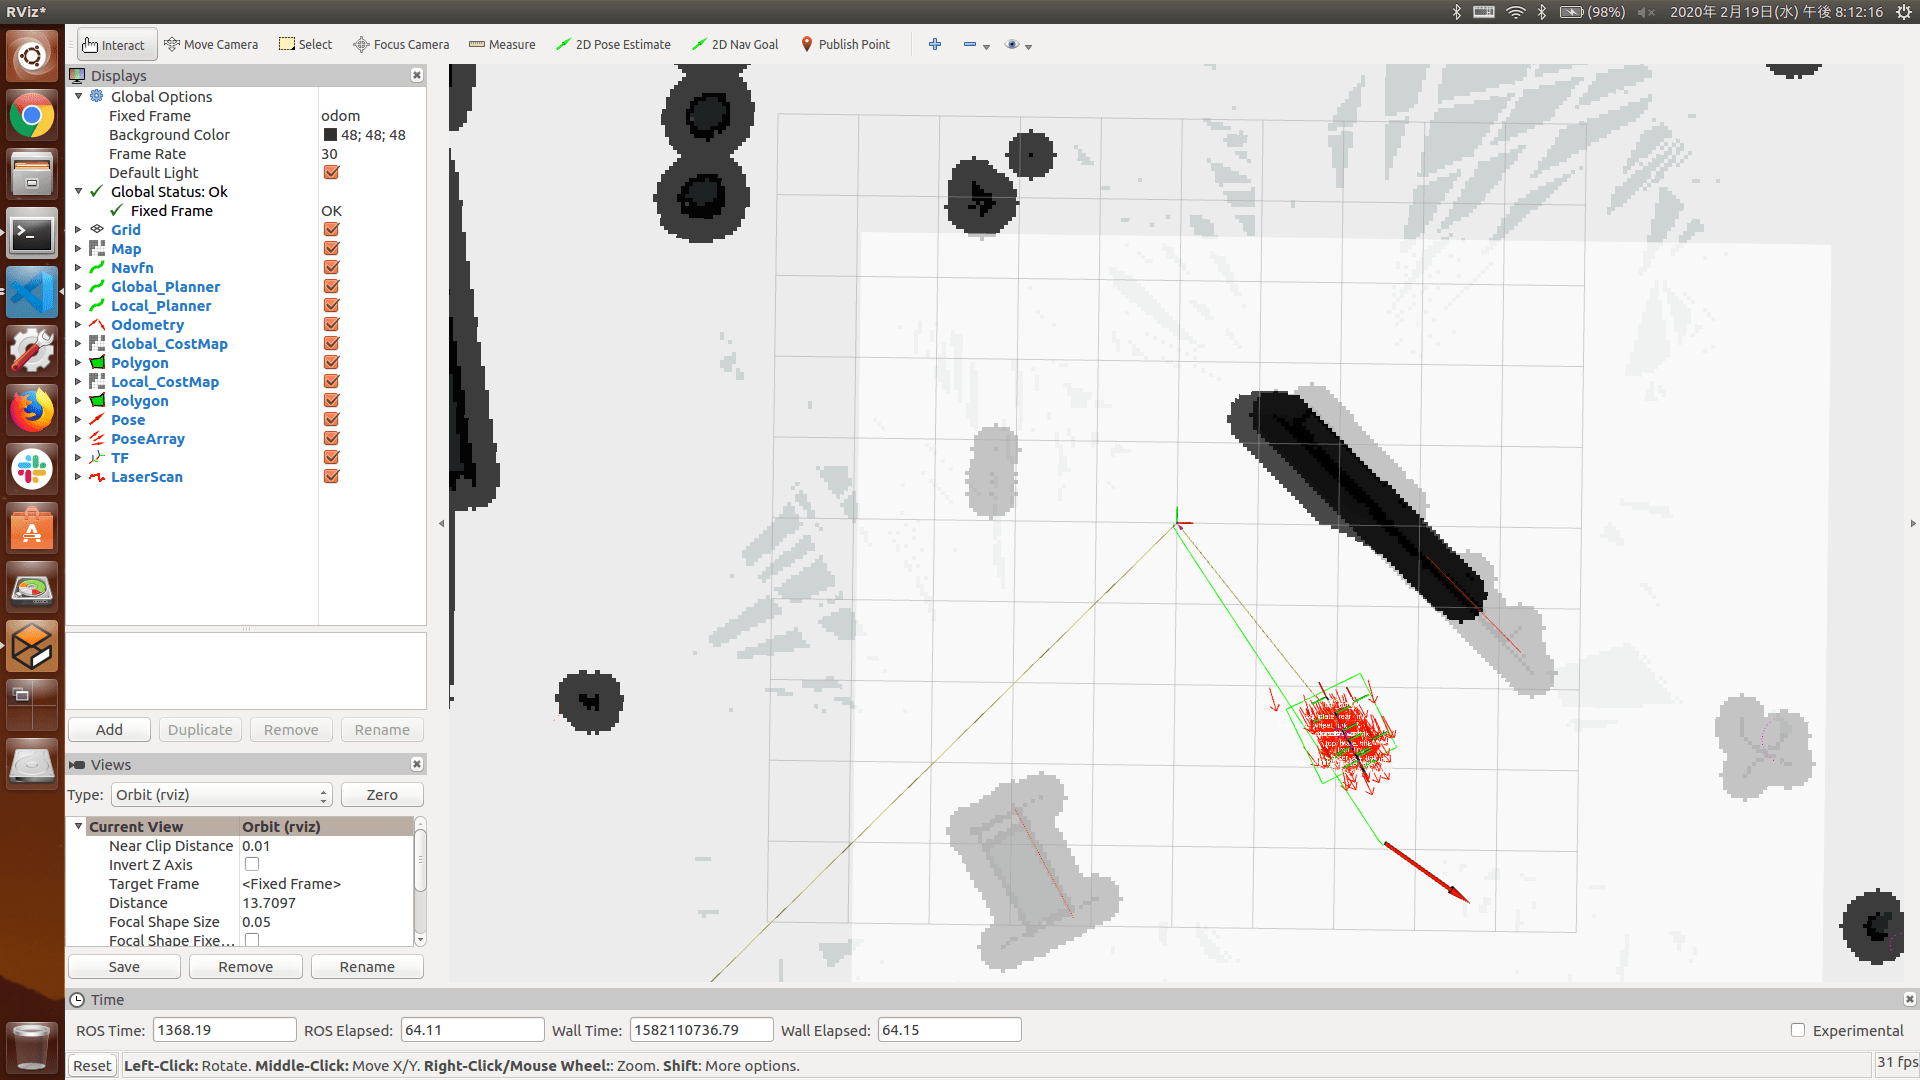 RViz*
(98%)
2020年 2月19日(水) 午後 8:12:16
Interact
Move Camera
Select
Focus Camera
Measure
2D Pose Estimate
2D Nav Goal
Publish Point
Displays
Global Options
Fixed Frame odom
Background Color 48; 48; 48
Frame Rate 30
Default Light
Global Status: Ok
Fixed Frame OK
Grid
Map
Navfn
Global_Planner
Local_Planner
Odometry
Global_CostMap
Polygon
Local_CostMap
Polygon
Pose
PoseArray
TF
LaserScan
Add Duplicate Remove Rename
Views
Type: Orbit (rviz) Zero
Current View Orbit (rviz)
Near Clip Distance 0.01
Invert Z Axis
Target Frame <Fixed Frame>
Distance 13.7097
Focal Shape Size 0.05
Focal Shape Fixe...
Save Remove Rename
Time
ROS Time: 1368.19 ROS Elapsed: 64.11 Wall Time: 1582110736.79 Wall Elapsed: 64.15 Experimental
Reset Left-Click: Rotate. Middle-Click: Move X/Y. Right-Click/Mouse Wheel:: Zoom. Shift: More options. 31 fps